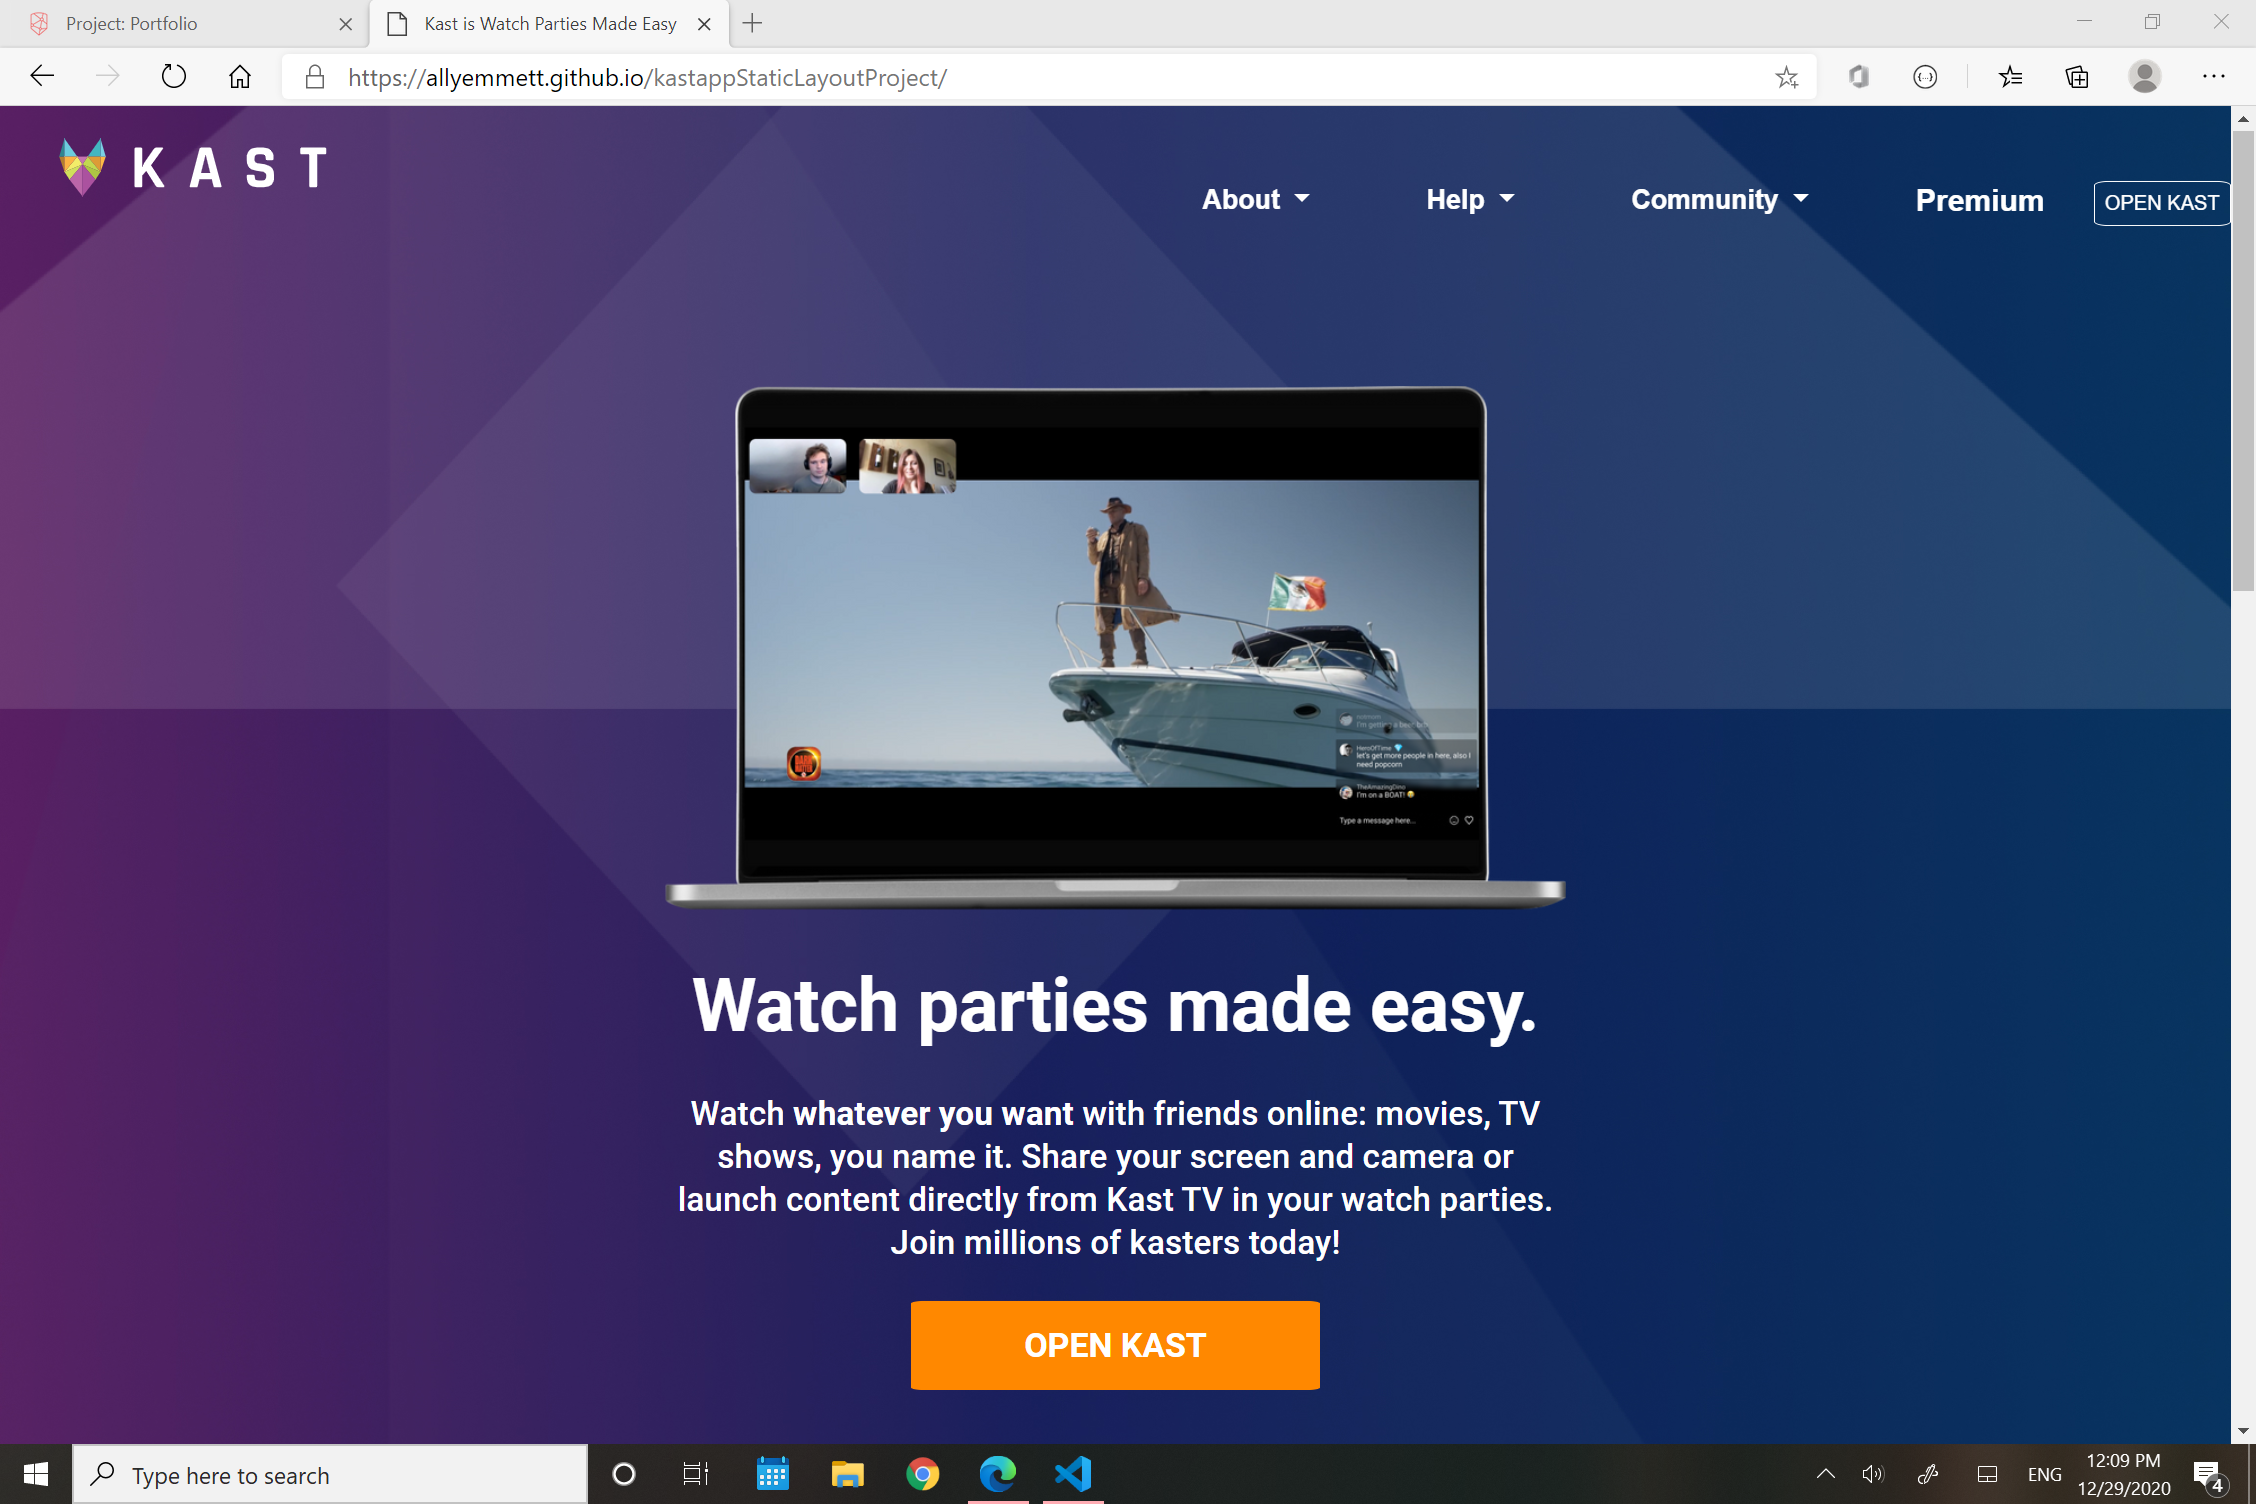 Project: Portfolio
Kast is Watch Parties Made Easy
https://allyemmett.github.io/kastappStaticLayoutProject/
KAST
About
Help
Community
Premium
OPEN KAST
I'm getting a beer, brb
HeroOfTime
let's get more people in here, also I
need popcorn
TheAmazingDino
I'm on a BOAT!
Type a message here...
Watch parties made easy.
Watch whatever you want with friends online: movies, TV
shows, you name it. Share your screen and camera or
launch content directly from Kast TV in your watch parties.
Join millions of kasters today!
OPEN KAST
Type here to search
ENG
12:09 PM
12/29/2020
4